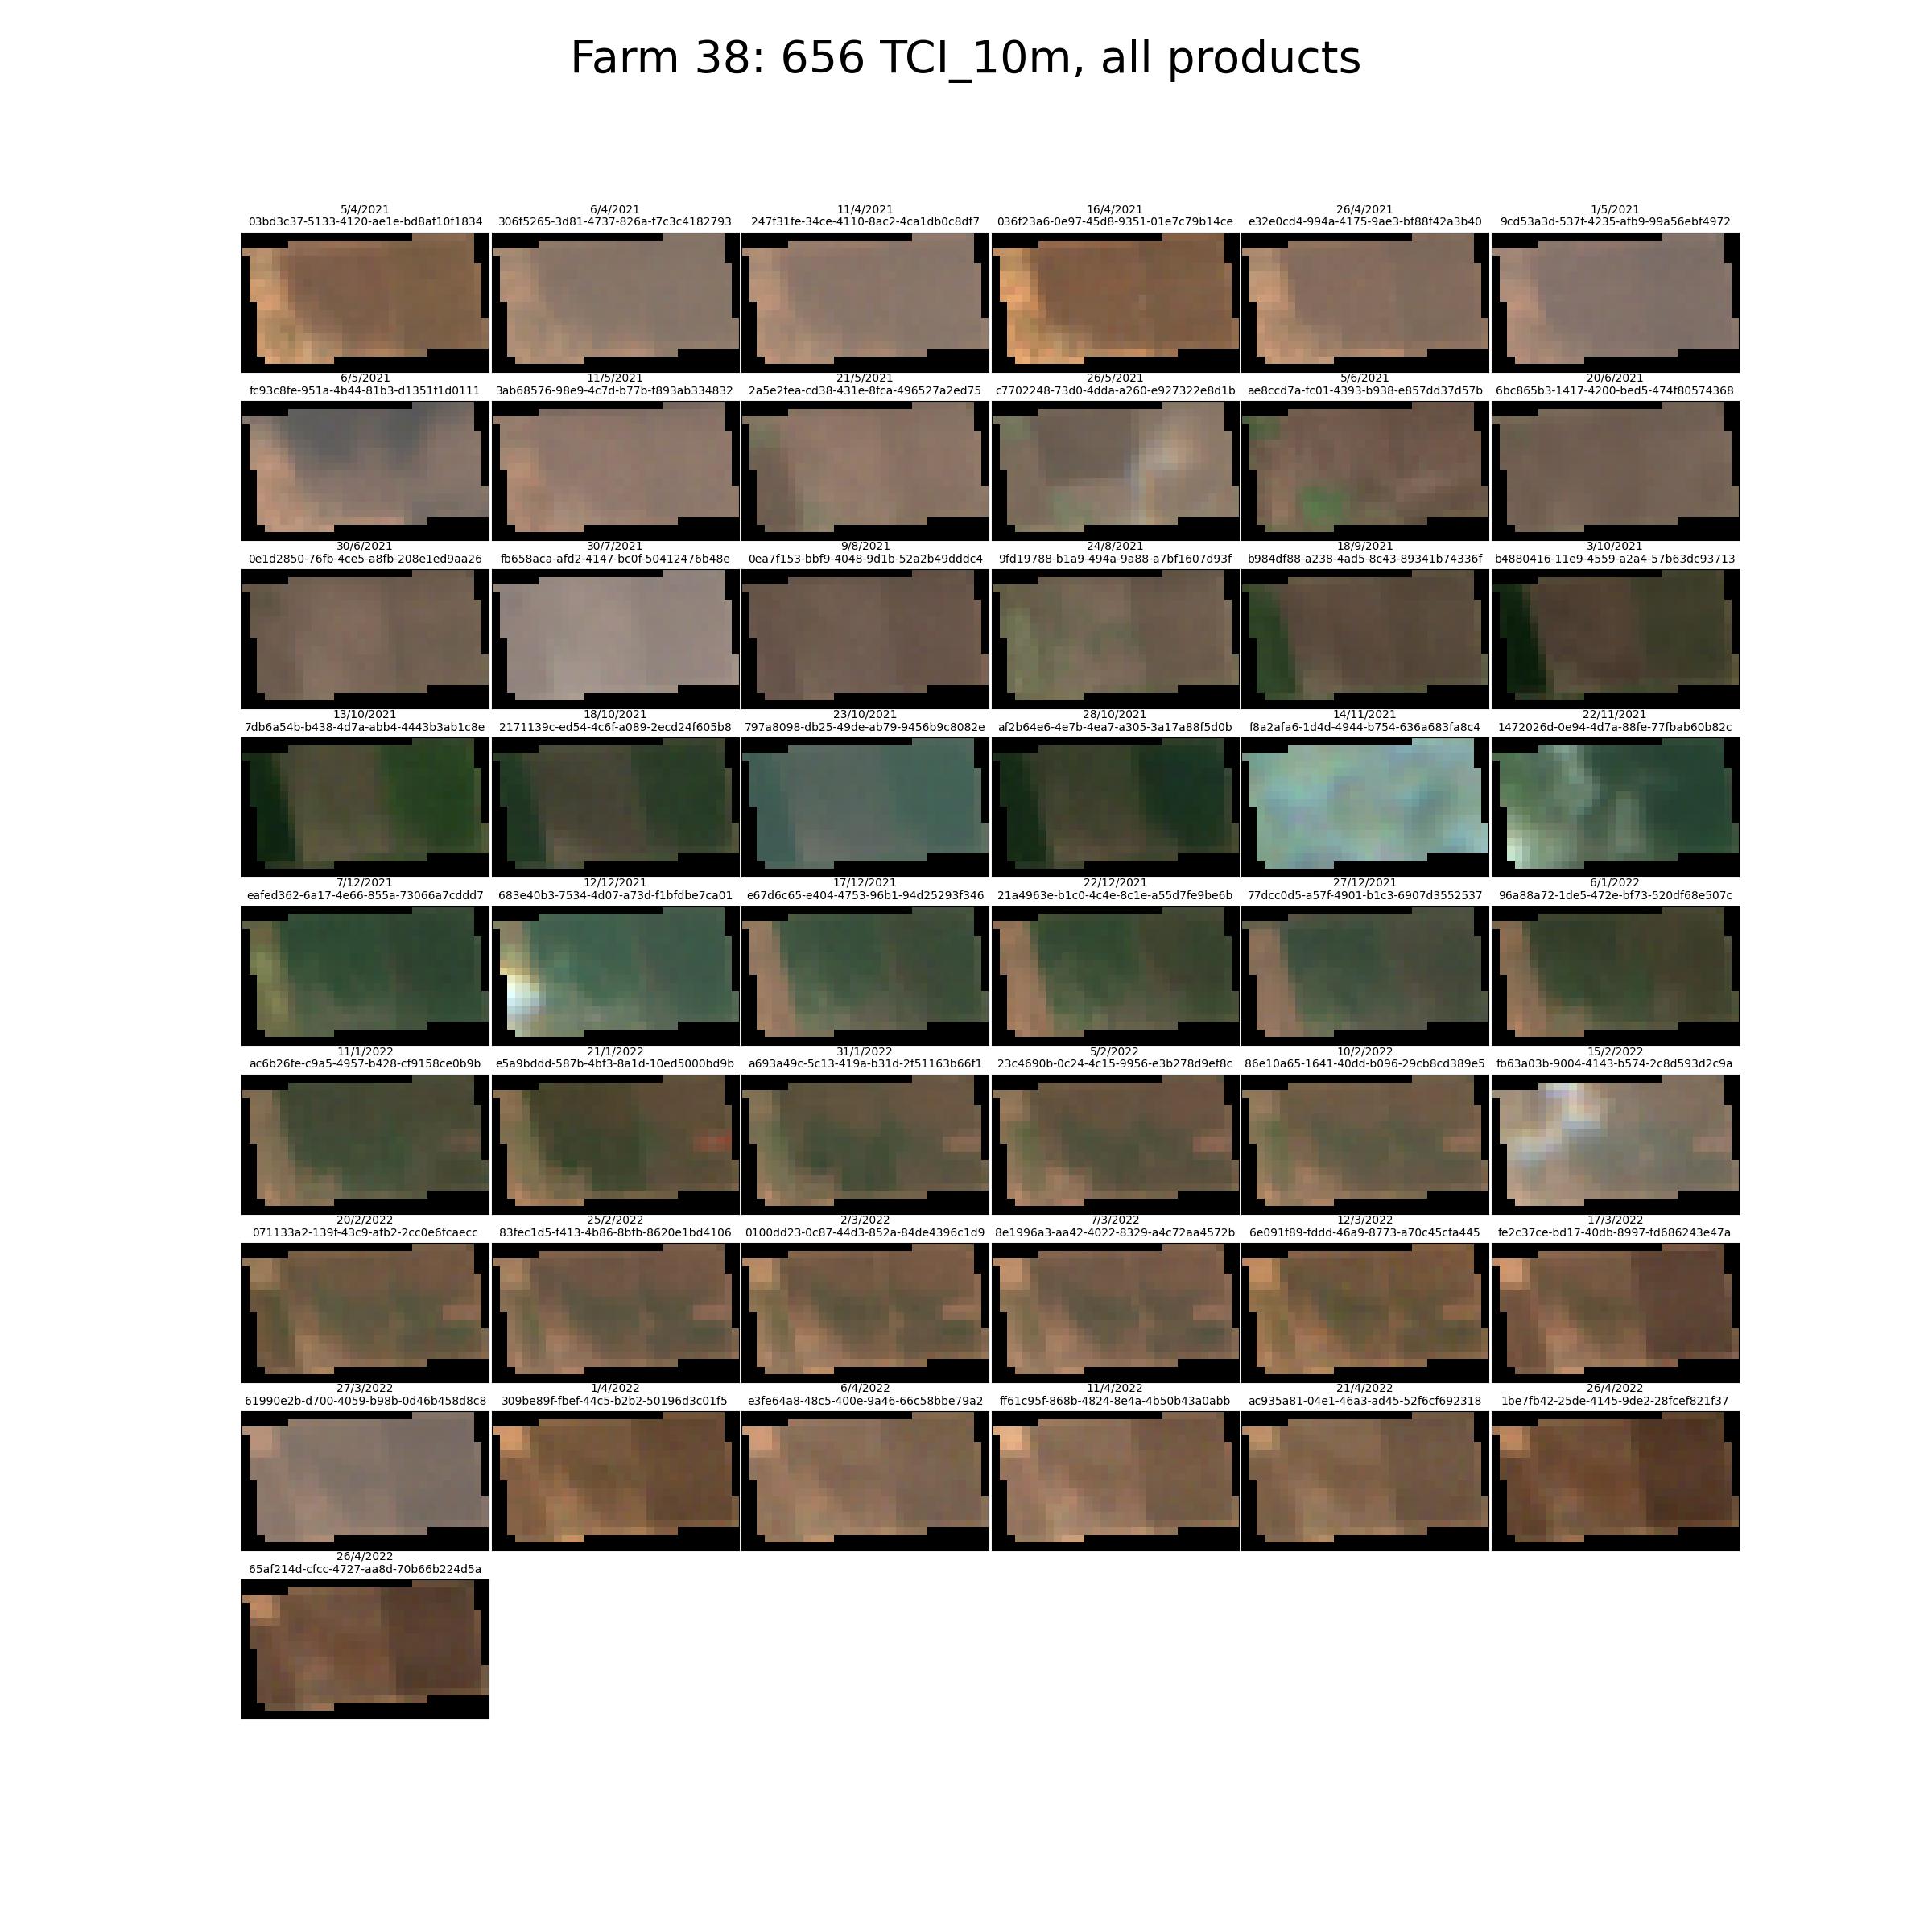 Farm 38: 656 TCI_10m, all products
5/4/2021 6/4/2021 11/4/2021 16/4/2021 26/4/2021 1/5/2021
03bd3c37-5133-4120-ae1e-bd8af10f1834 306f5265-3d81-4737-826a-f7c3c4182793 247f31fe-34ce-4110-8ac2-4ca1db0c8df7 036f23a6-0e97-45d8-9351-01e7c79b14ce e32e0cd4-994a-4175-9ae3-bf88f42a3b40 9cd53a3d-537f-4235-afb9-99a56ebf4972
6/5/2021 11/5/2021 21/5/2021 26/5/2021 5/6/2021 20/6/2021
fc93c8fe-951a-4b44-81b3-d1351f1d0111 3ab68576-98e9-4c7d-b77b-f893ab334832 2a5e2fea-cd38-431e-8fca-496527a2ed75 c7702248-73d0-4dda-a260-e927322e8d1b ae8ccd7a-fc01-4393-b938-e857dd37d57b 6bc865b3-1417-4200-bed5-474f80574368
30/6/2021 30/7/2021 9/8/2021 24/8/2021 18/9/2021 3/10/2021
0e1d2850-76fb-4ce5-a8fb-208e1ed9aa26 fb658aca-afd2-4147-bc0f-50412476b48e 0ea7f153-bbf9-4048-9d1b-52a2b49dddc4 9fd19788-b1a9-494a-9a88-a7bf1607d93f b984df88-a238-4ad5-8c43-89341b74336f b4880416-11e9-4559-a2a4-57b63dc93713
13/10/2021 18/10/2021 23/10/2021 28/10/2021 14/11/2021 22/11/2021
7db6a54b-b438-4d7a-abb4-4443b3ab1c8e 2171139c-ed54-4c6f-a089-2ecd24f605b8 797a8098-db25-49de-ab79-9456b9c8082e af2b64e6-4e7b-4ea7-a305-3a17a88f5d0b f8a2afa6-1d4d-4944-b754-636a683fa8c4 1472026d-0e94-4d7a-88fe-77fbab60b82c
7/12/2021 12/12/2021 17/12/2021 22/12/2021 27/12/2021 6/1/2022
eafed362-6a17-4e66-855a-73066a7cddd7 683e40b3-7534-4d07-a73d-f1bfdbe7ca01 e67d6c65-e404-4753-96b1-94d25293f346 21a4963e-b1c0-4c4e-8c1e-a55d7fe9be6b 77dcc0d5-a57f-4901-b1c3-6907d3552537 96a88a72-1de5-472e-bf73-520df68e507c
11/1/2022 21/1/2022 31/1/2022 5/2/2022 10/2/2022 15/2/2022
ac6b26fe-c9a5-4957-b428-cf9158ce0b9b e5a9bddd-587b-4bf3-8a1d-10ed5000bd9b a693a49c-5c13-419a-b31d-2f51163b66f1 23c4690b-0c24-4c15-9956-e3b278d9ef8c 86e10a65-1641-40dd-b096-29cb8cd389e5 fb63a03b-9004-4143-b574-2c8d593d2c9a
20/2/2022 25/2/2022 2/3/2022 7/3/2022 12/3/2022 17/3/2022
071133a2-139f-43c9-afb2-2cc0e6fcaecc 83fec1d5-f413-4b86-8bfb-8620e1bd4106 0100dd23-0c87-44d3-852a-84de4396c1d9 8e1996a3-aa42-4022-8329-a4c72aa4572b 6e091f89-fddd-46a9-8773-a70c45cfa445 fe2c37ce-bd17-40db-8997-fd686243e47a
27/3/2022 1/4/2022 6/4/2022 11/4/2022 21/4/2022 26/4/2022
61990e2b-d700-4059-b98b-0d46b458d8c8 309be89f-fbef-44c5-b2b2-50196d3c01f5 e3fe64a8-48c5-400e-9a46-66c58bbe79a2 ff61c95f-868b-4824-8e4a-4b50b43a0abb ac935a81-04e1-46a3-ad45-52f6cf692318 1be7fb42-25de-4145-9de2-28fcef821f37
26/4/2022
65af214d-cfcc-4727-aa8d-70b66b224d5a